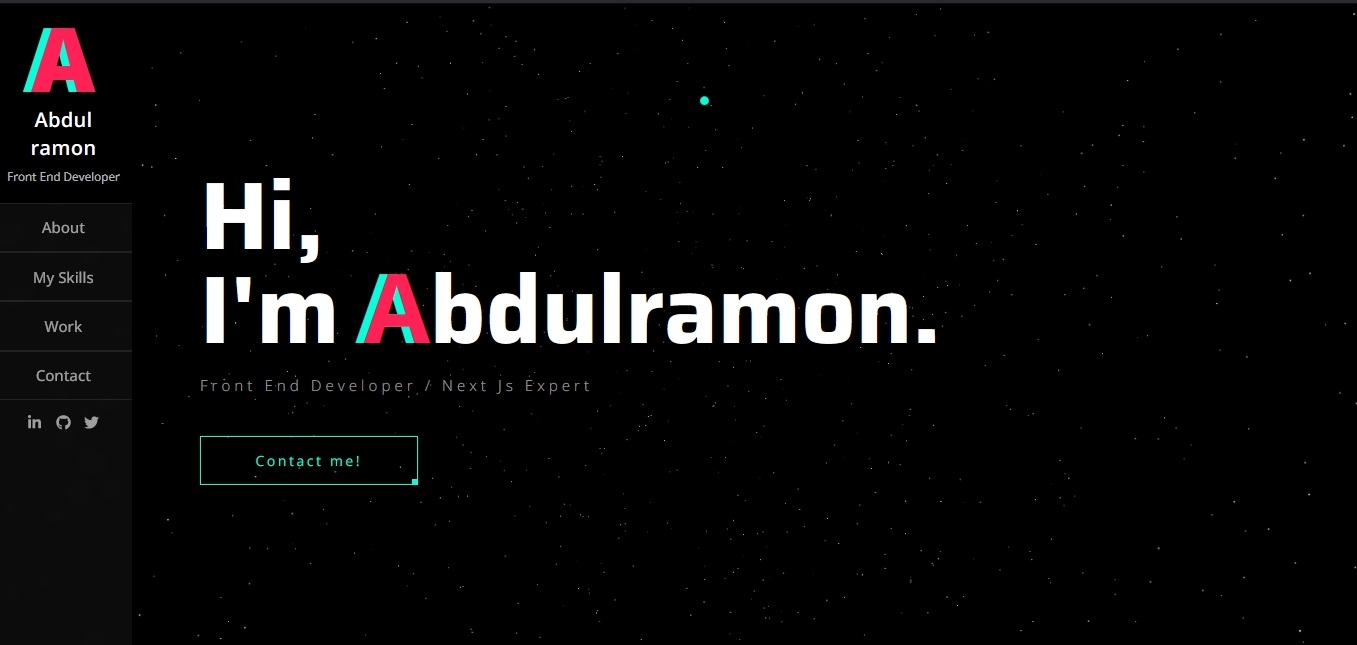 A
Abdul
ramon
Front End Developer
About
My Skills
Work
Contact
in
Hi,
I'm Abdulramon.
Front End Developer / Next Js Expert
Contact me!